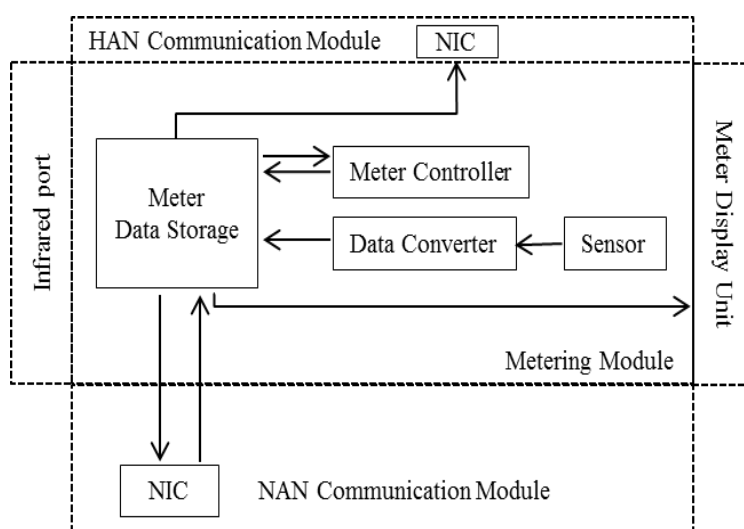 HAN Communication Module
NIC
Infrared port
Meter
Data Storage
Meter Controller
Data Converter
Sensor
Meter Display Unit
Metering Module
NIC
NAN Communication Module